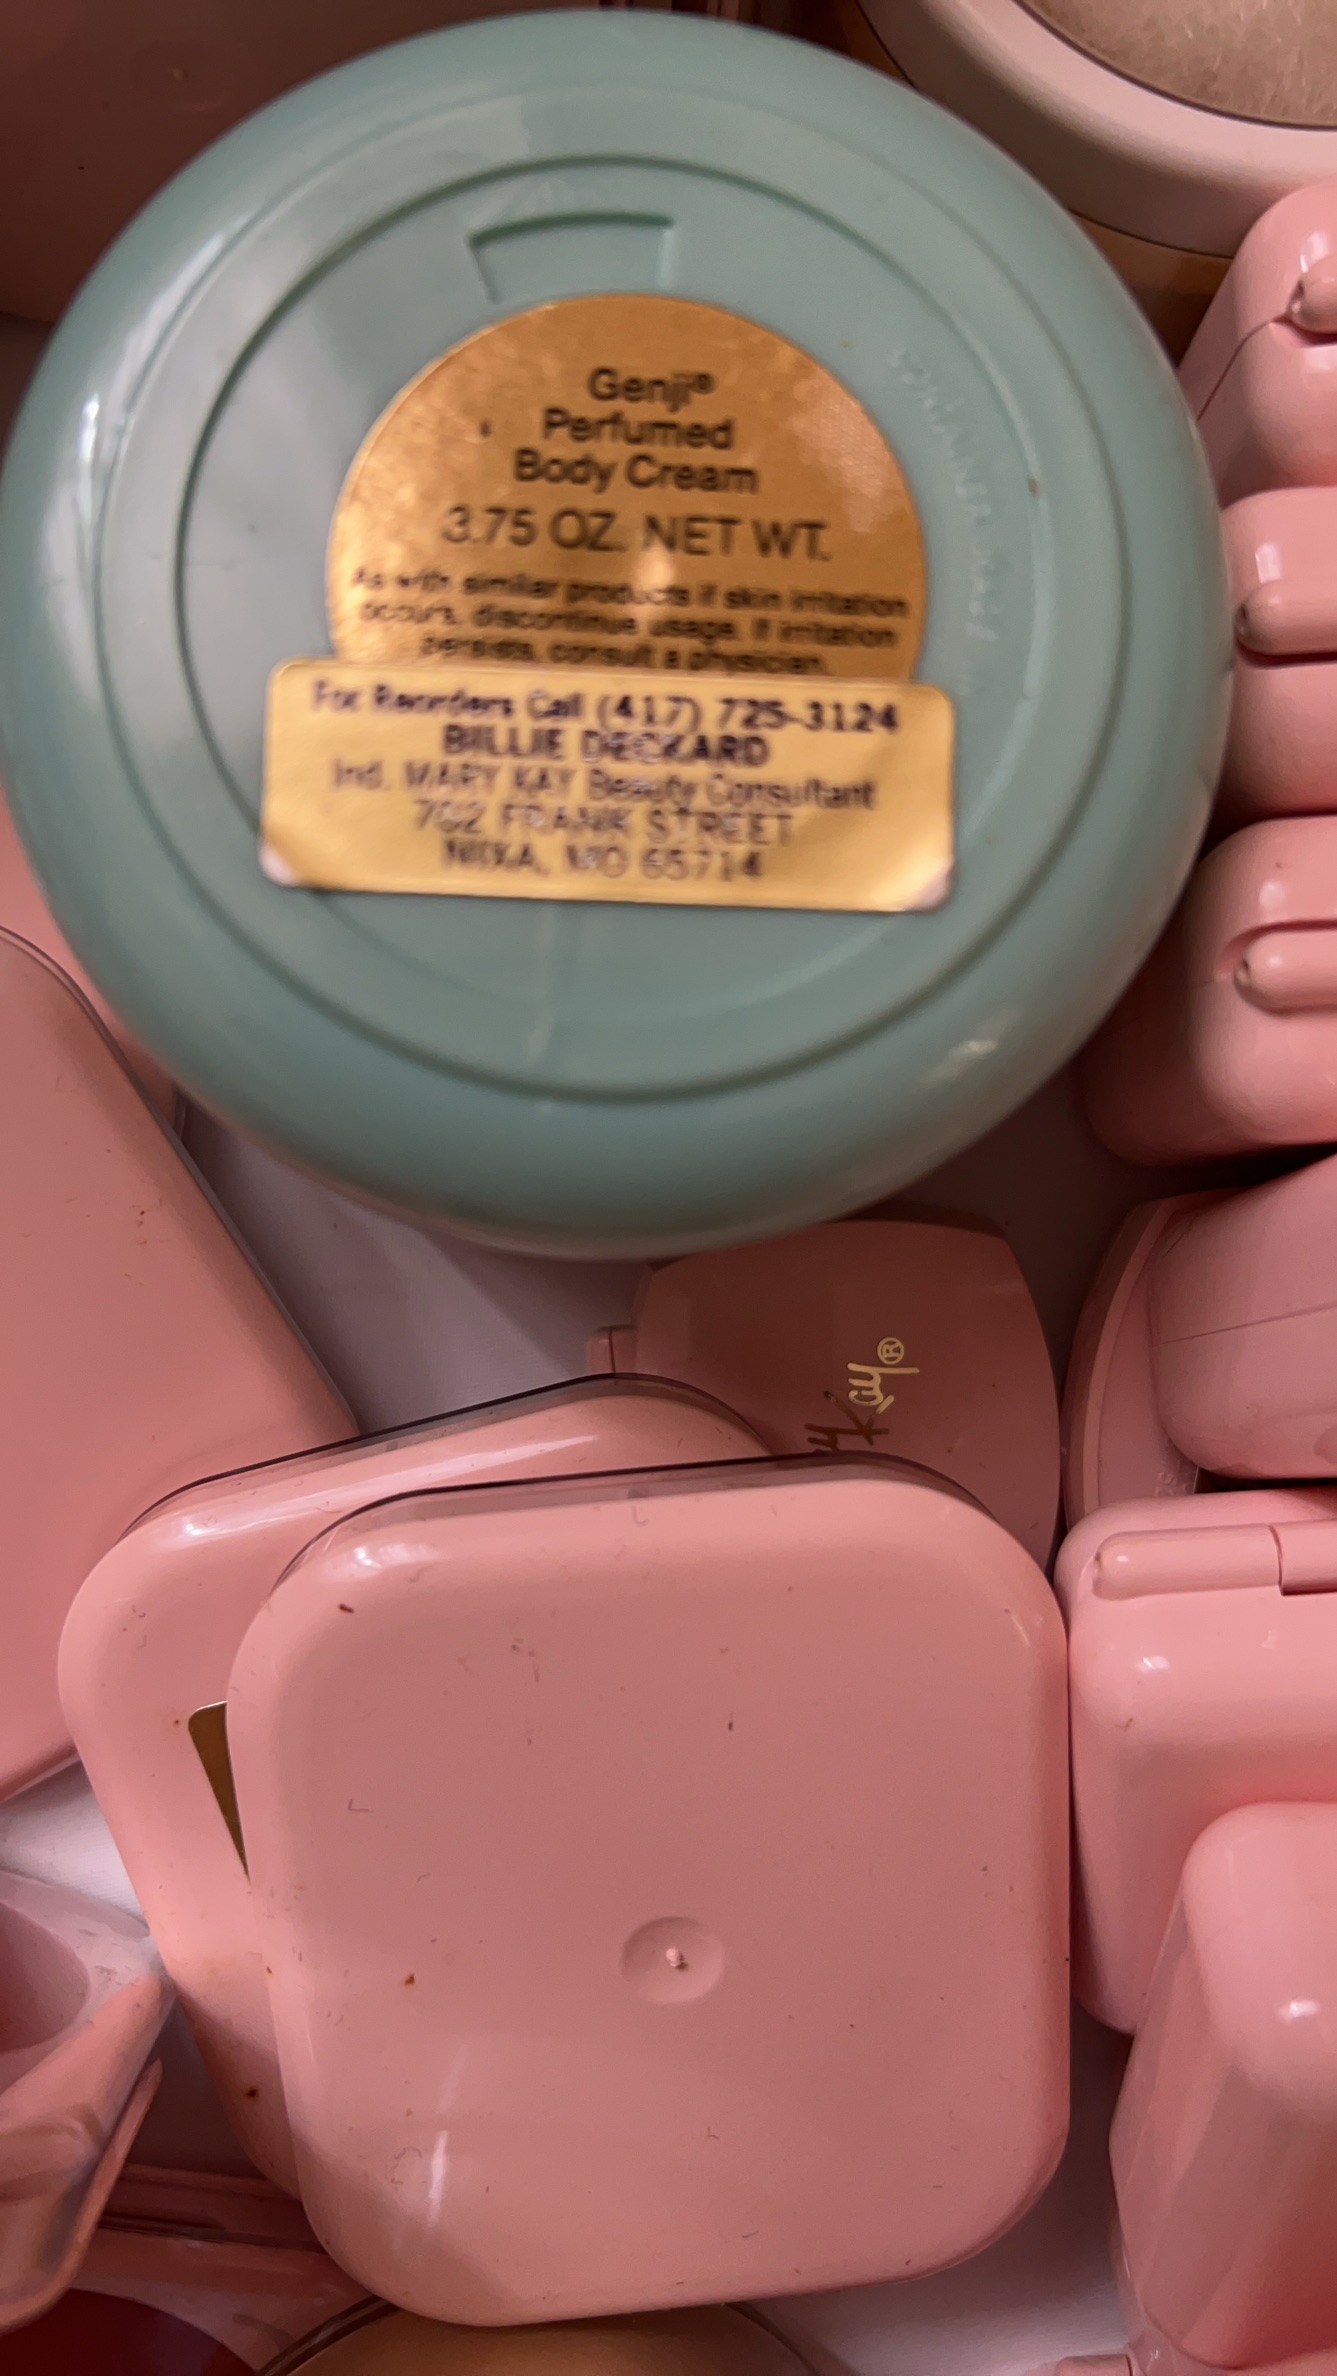 Genji®
Perfumed
Body Cream
3.75 OZ. NET WT.
As with similar products if skin irritation
occurs, discontinue usage. If irritation
persists, consult a physician.
For Reorders Call (417) 725-3124
BILLIE DECKARD
Ind. MARY KAY Beauty Consultant
702 FRANK STREET
NIXA, MO 65714
Kay®